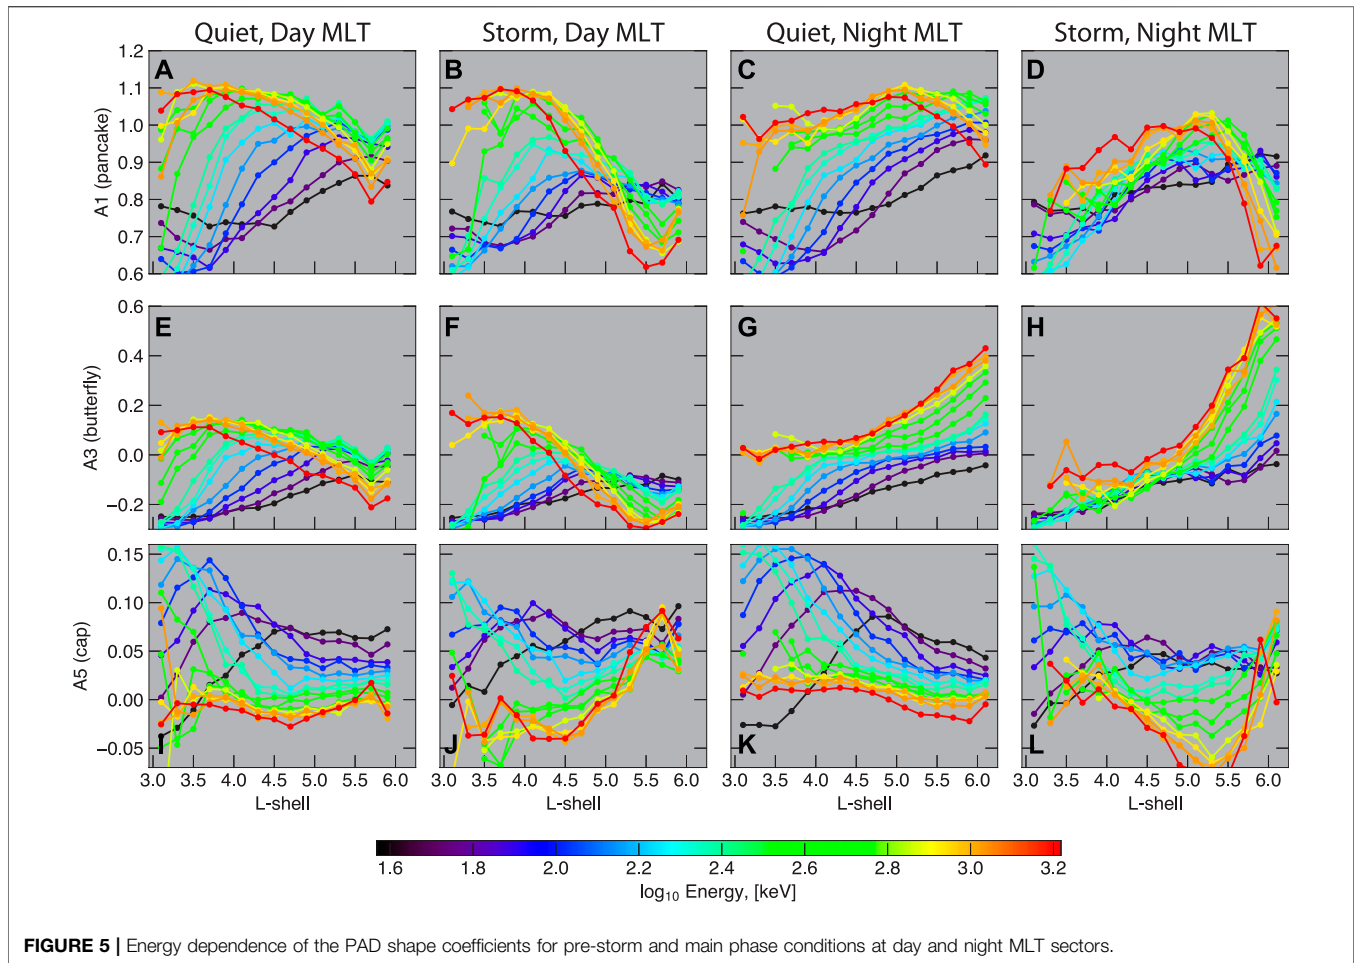 Quiet, Day MLT
Storm, Day MLT
Quiet, Night MLT
Storm, Night MLT
A1 (pancake)
1.2
1.1
1.0
0.9
0.8
0.7
0.6
A
B
C
D
A3 (butterfly)
0.6
0.4
0.2
0.0
−0.2
E
F
G
H
A5 (cap)
0.15
0.10
0.05
0.00
−0.05
I
J
K
L
3.0 3.5 4.0 4.5 5.0 5.5 6.0
3.0 3.5 4.0 4.5 5.0 5.5 6.0
3.0 3.5 4.0 4.5 5.0 5.5 6.0
3.0 3.5 4.0 4.5 5.0 5.5 6.0
L-shell
L-shell
L-shell
L-shell
1.6 1.8 2.0 2.2 2.4 2.6 2.8 3.0 3.2
log₁₀ Energy, [keV]
FIGURE 5 | Energy dependence of the PAD shape coefficients for pre-storm and main phase conditions at day and night MLT sectors.